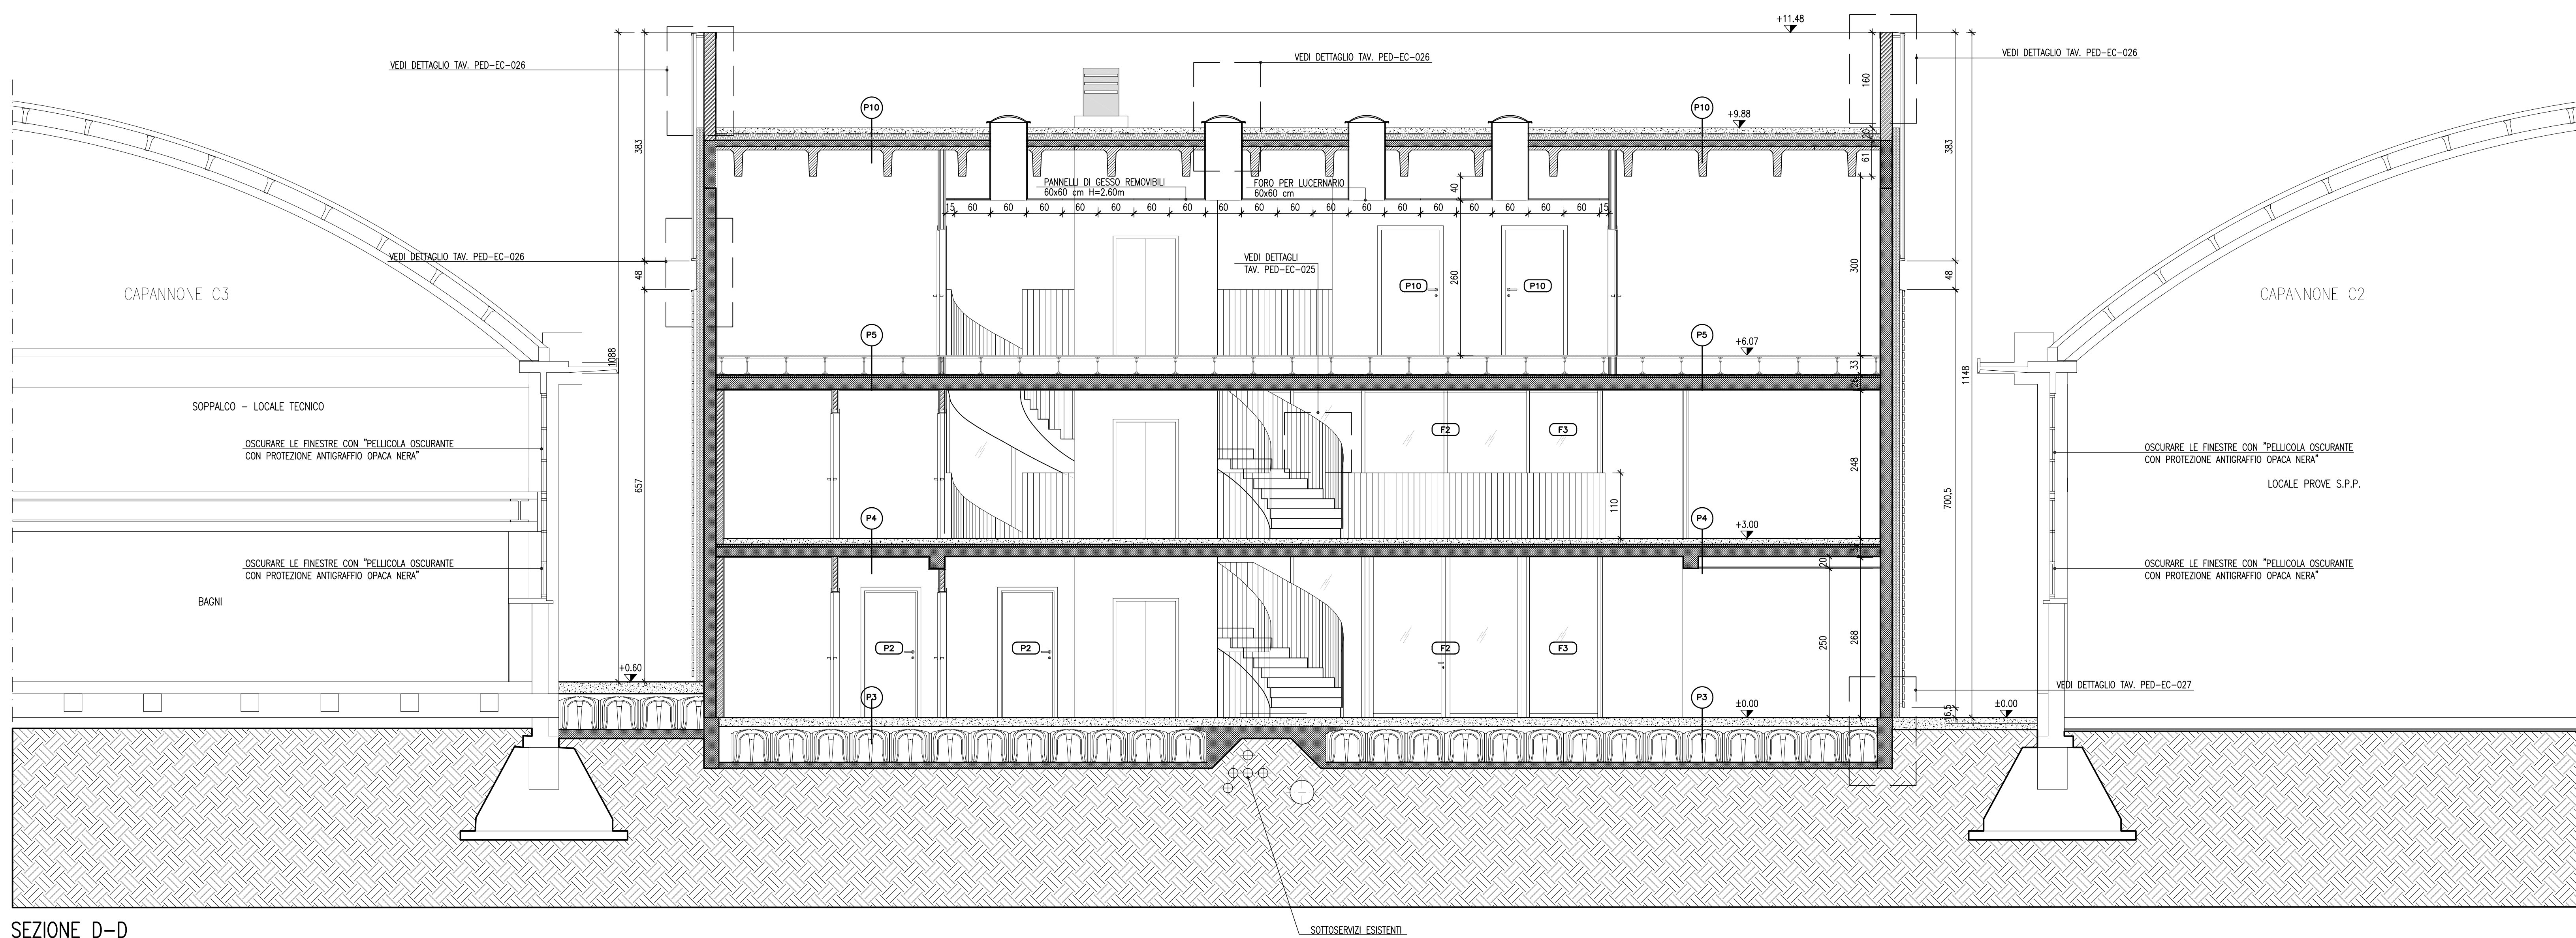 +11.48
VEDI DETTAGLIO TAV. PED-EC-026
VEDI DETTAGLIO TAV. PED-EC-026
VEDI DETTAGLIO TAV. PED-EC-026
160
P10
P10
+9.88
20
383
383
61
PANNELLI DI GESSO REMOVIBILI
60x60 cm H=2.60m
FORO PER LUCERNARIO
60x60 cm
40
15 60 60 60 60 60 60 60 60 60 60 60 60 60 60 60 60 60 60 15
VEDI DETTAGLIO TAV. PED-EC-026
VEDI DETTAGLI
TAV. PED-EC-025
48
260
300
48
P10
P10
CAPANNONE C3
CAPANNONE C2
P5
P5
+6.07
1088
33
26
1148
SOPPALCO - LOCALE TECNICO
OSCURARE LE FINESTRE CON "PELLICOLA OSCURANTE
CON PROTEZIONE ANTIGRAFFIO OPACA NERA"
F2
F3
OSCURARE LE FINESTRE CON "PELLICOLA OSCURANTE
CON PROTEZIONE ANTIGRAFFIO OPACA NERA"
657
248
LOCALE PROVE S.P.P.
110
700,5
P4
P4
+3.00
OSCURARE LE FINESTRE CON "PELLICOLA OSCURANTE
CON PROTEZIONE ANTIGRAFFIO OPACA NERA"
20
OSCURARE LE FINESTRE CON "PELLICOLA OSCURANTE
CON PROTEZIONE ANTIGRAFFIO OPACA NERA"
BAGNI
P2
P2
F2
F3
250
268
+0.60
VEDI DETTAGLIO TAV. PED-EC-027
P3
P3
±0.00
±0.00
16,5
SOTTOSERVIZI ESISTENTI
SEZIONE D-D